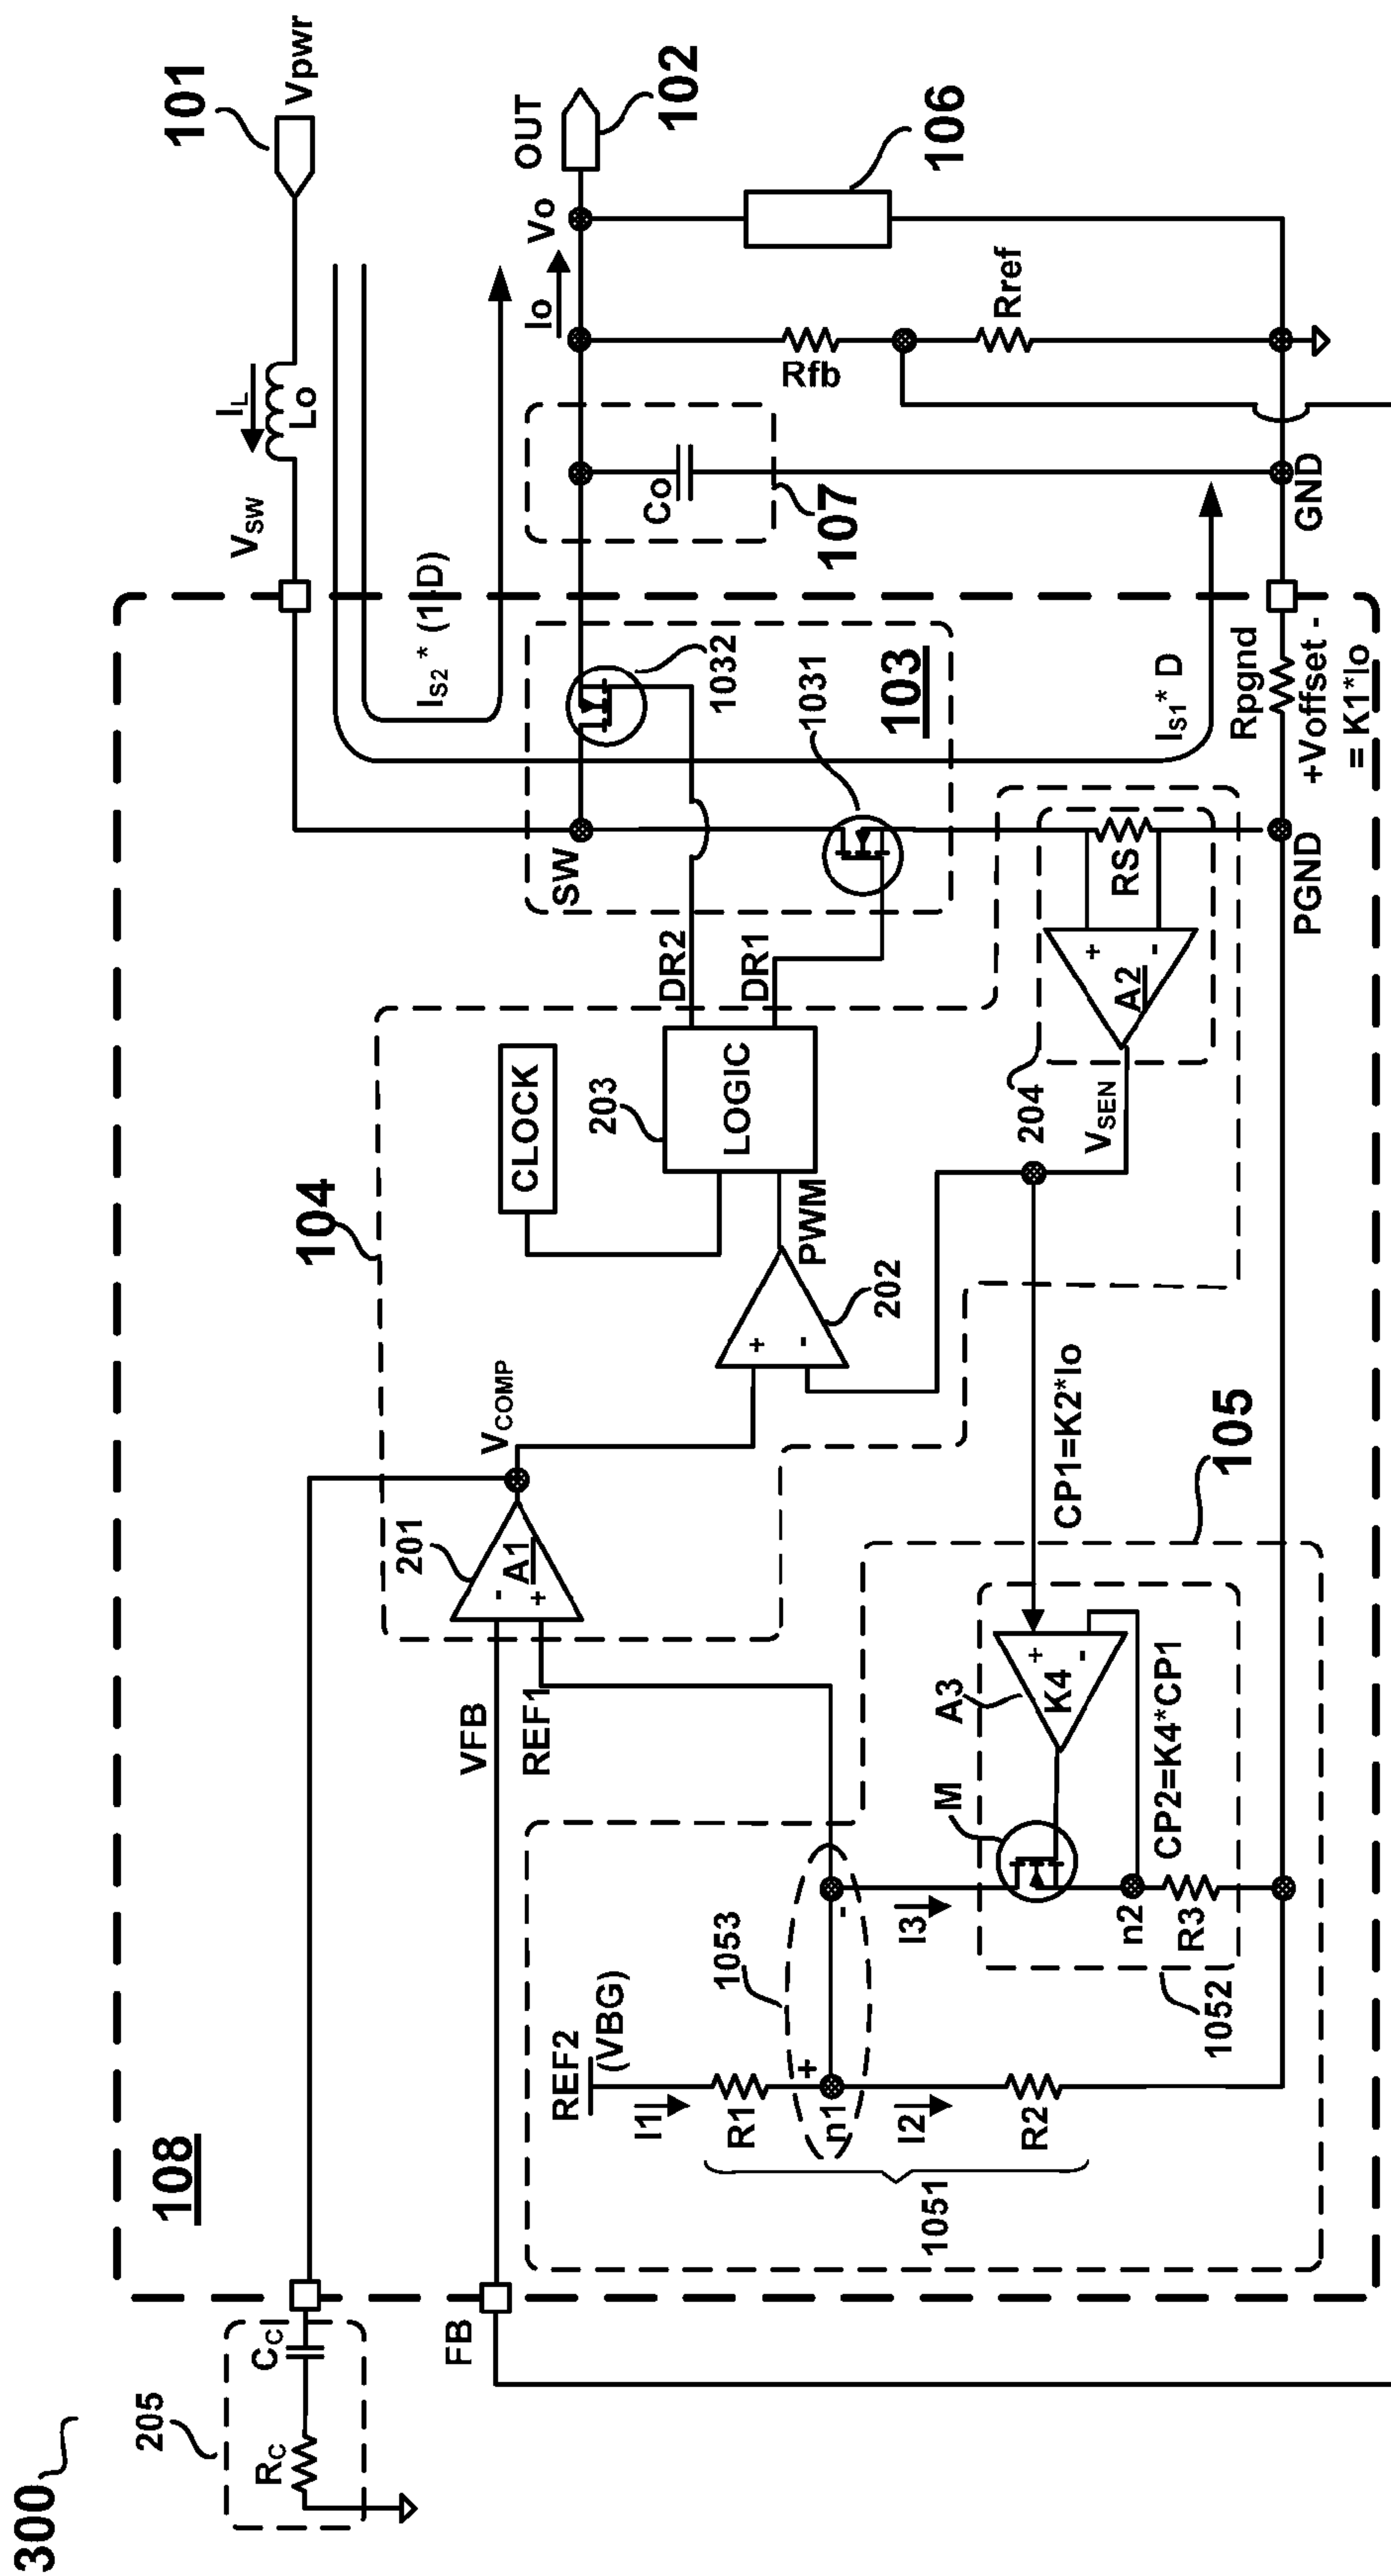 300
108
101
Vpwr
205
RC
CC
VSW
IL
Lo
FB
VFB
REF1
201
A1
-
+
VCOMP
104
CLOCK
203
LOGIC
DR2
DR1
PWM
202
+
-
SW
1032
1031
103
IS2* (1-D)
IS1* D
OUT
102
Io
Vo
Co
107
Rfb
Rref
106
REF2
(VBG)
I1
R1
n1
+
-
I2
R2
1051
1053
I3
M
A3
K4
+
-
n2
R3
1052
CP2=K4*CP1
CP1=K2*Io
105
204
VSEN
A2
+
-
RS
PGND
Rpgnd
+Voffset -
= K1*Io
GND